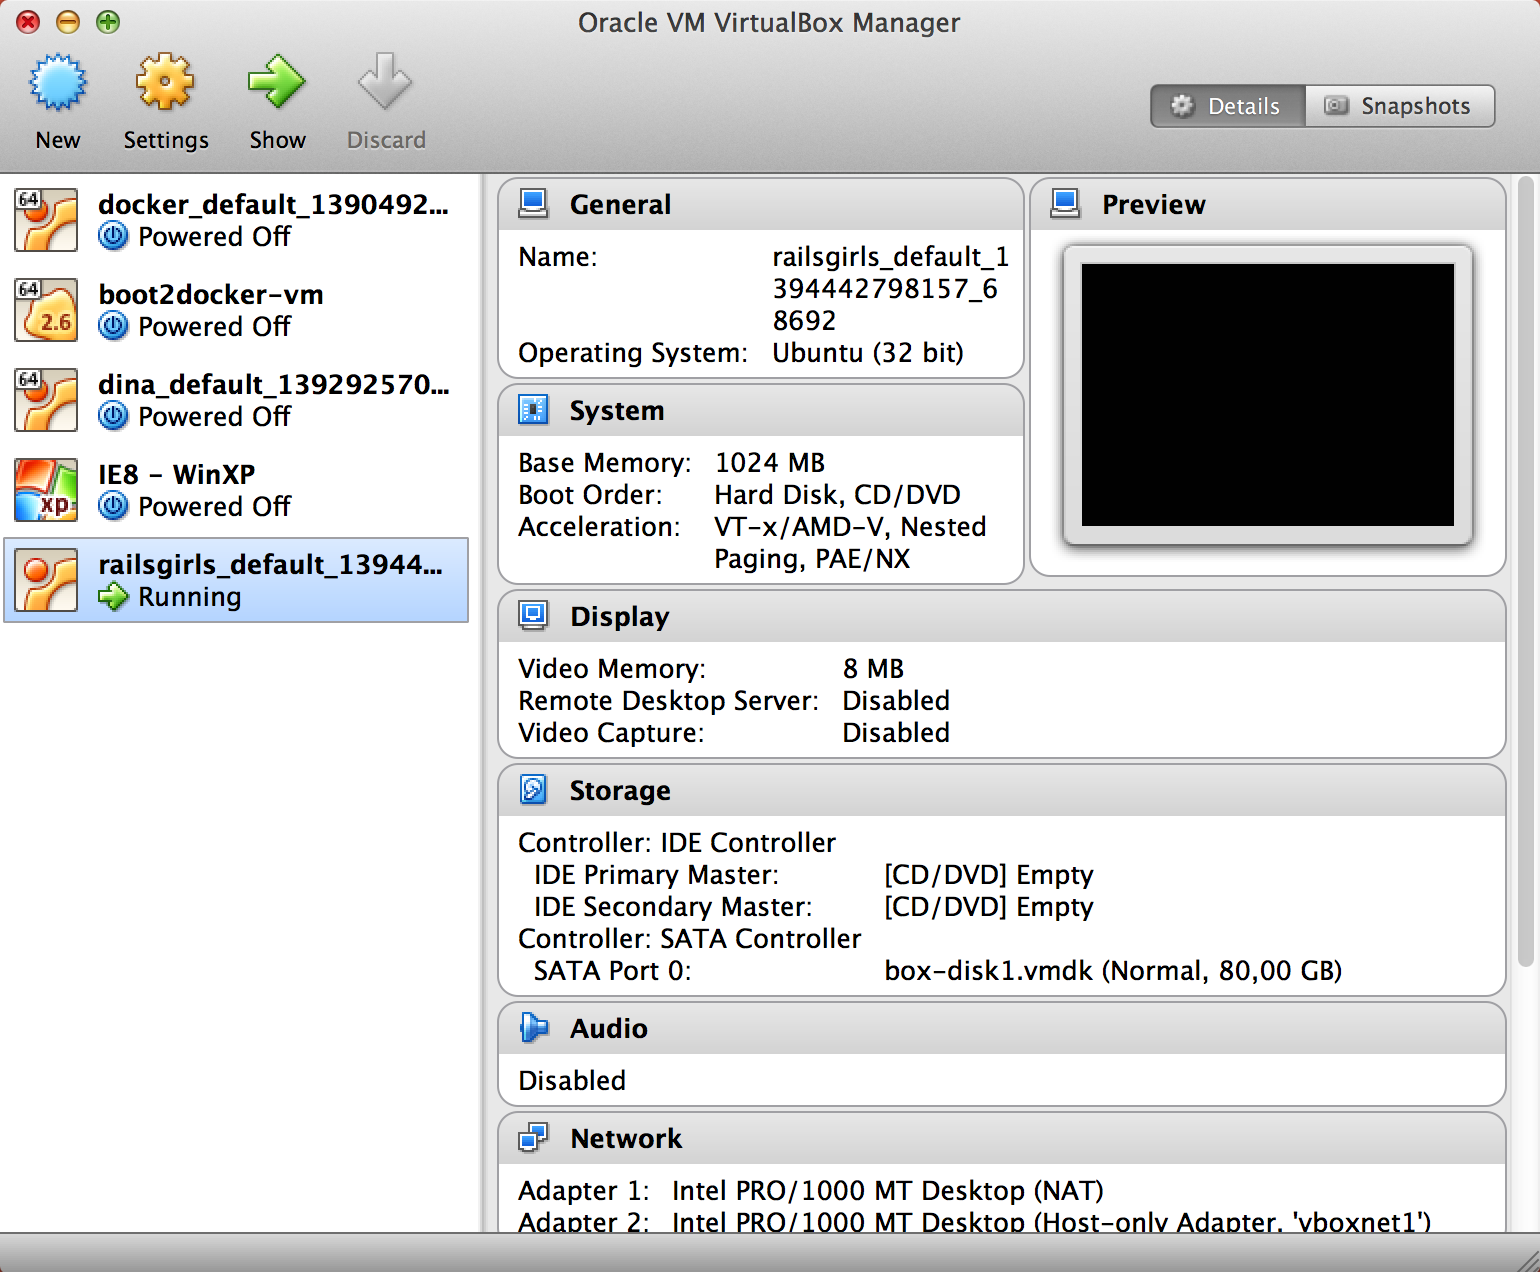 Oracle VM VirtualBox Manager
New
Settings
Show
Discard
Details
Snapshots
64
docker_default_1390492...
Powered Off
64
2.6
boot2docker-vm
Powered Off
64
dina_default_139292570...
Powered Off
xp
IE8 - WinXP
Powered Off
railsgirls_default_13944...
Running
General
Name: railsgirls_default_1
394442798157_6
8692
Operating System: Ubuntu (32 bit)
Preview
System
Base Memory: 1024 MB
Boot Order: Hard Disk, CD/DVD
Acceleration: VT-x/AMD-V, Nested
Paging, PAE/NX
Display
Video Memory: 8 MB
Remote Desktop Server: Disabled
Video Capture: Disabled
Storage
Controller: IDE Controller
IDE Primary Master: [CD/DVD] Empty
IDE Secondary Master: [CD/DVD] Empty
Controller: SATA Controller
SATA Port 0: box-disk1.vmdk (Normal, 80,00 GB)
Audio
Disabled
Network
Adapter 1: Intel PRO/1000 MT Desktop (NAT)
Adapter 2: Intel PRO/1000 MT Desktop (Host-only Adapter, 'vboxnet1')